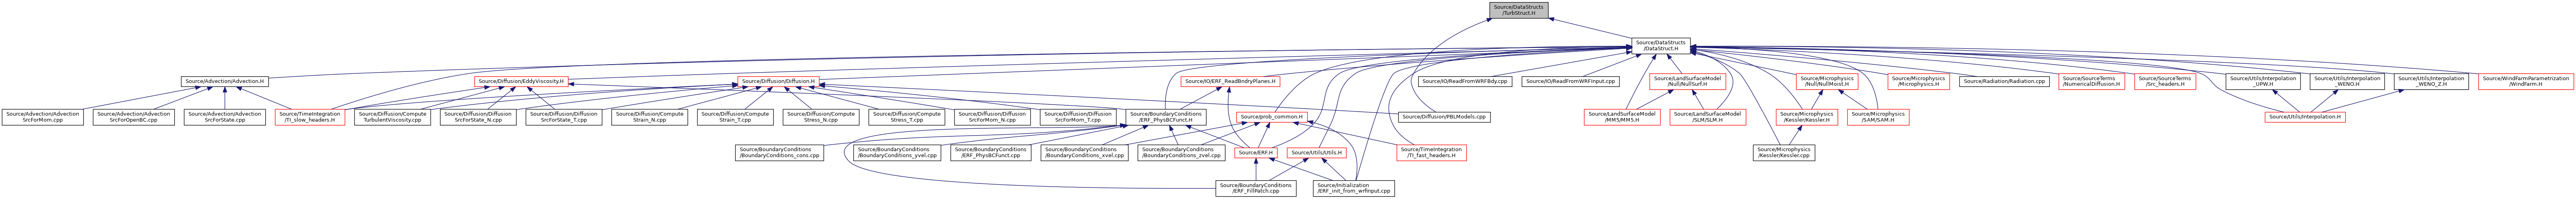 Source/DataStructs
/TurbStruct.H
Source/DataStructs
/DataStruct.H
Source/Advection/Advection.H
Source/Diffusion/EddyViscosity.H
Source/Diffusion/Diffusion.H
Source/IO/ERF_ReadBndryPlanes.H
Source/IO/ReadFromWRFBdy.cpp
Source/IO/ReadFromWRFInput.cpp
Source/LandSurfaceModel
/Null/NullSurf.H
Source/Microphysics
/Null/NullMoist.H
Source/Microphysics
/Microphysics.H
Source/Radiation/Radiation.cpp
Source/SourceTerms
/NumericalDiffusion.H
Source/SourceTerms
/Src_headers.H
Source/Utils/Interpolation
_UPW.H
Source/Utils/Interpolation
_WENO.H
Source/Utils/Interpolation
_WENO_Z.H
Source/WindFarmParametrization
/WindFarm.H
Source/Advection/Advection
SrcForMom.cpp
Source/Advection/Advection
SrcForOpenBC.cpp
Source/Advection/Advection
SrcForState.cpp
Source/TimeIntegration
/TI_slow_headers.H
Source/Diffusion/Compute
TurbulentViscosity.cpp
Source/Diffusion/Diffusion
SrcForState_N.cpp
Source/Diffusion/Diffusion
SrcForState_T.cpp
Source/Diffusion/Compute
Strain_N.cpp
Source/Diffusion/Compute
Strain_T.cpp
Source/Diffusion/Compute
Stress_N.cpp
Source/Diffusion/Compute
Stress_T.cpp
Source/Diffusion/Diffusion
SrcForMom_N.cpp
Source/Diffusion/Diffusion
SrcForMom_T.cpp
Source/BoundaryConditions
/ERF_PhysBCFunct.H
Source/prob_common.H
Source/Diffusion/PBLModels.cpp
Source/LandSurfaceModel
/MM5/MM5.H
Source/LandSurfaceModel
/SLM/SLM.H
Source/Microphysics
/Kessler/Kessler.H
Source/Microphysics
/SAM/SAM.H
Source/Utils/Interpolation.H
Source/BoundaryConditions
/BoundaryConditions_cons.cpp
Source/BoundaryConditions
/BoundaryConditions_yvel.cpp
Source/BoundaryConditions
/ERF_PhysBCFunct.cpp
Source/BoundaryConditions
/BoundaryConditions_xvel.cpp
Source/BoundaryConditions
/BoundaryConditions_zvel.cpp
Source/ERF.H
Source/Utils/Utils.H
Source/TimeIntegration
/TI_fast_headers.H
Source/Microphysics
/Kessler/Kessler.cpp
Source/BoundaryConditions
/ERF_FillPatch.cpp
Source/Initialization
/ERF_init_from_wrfinput.cpp